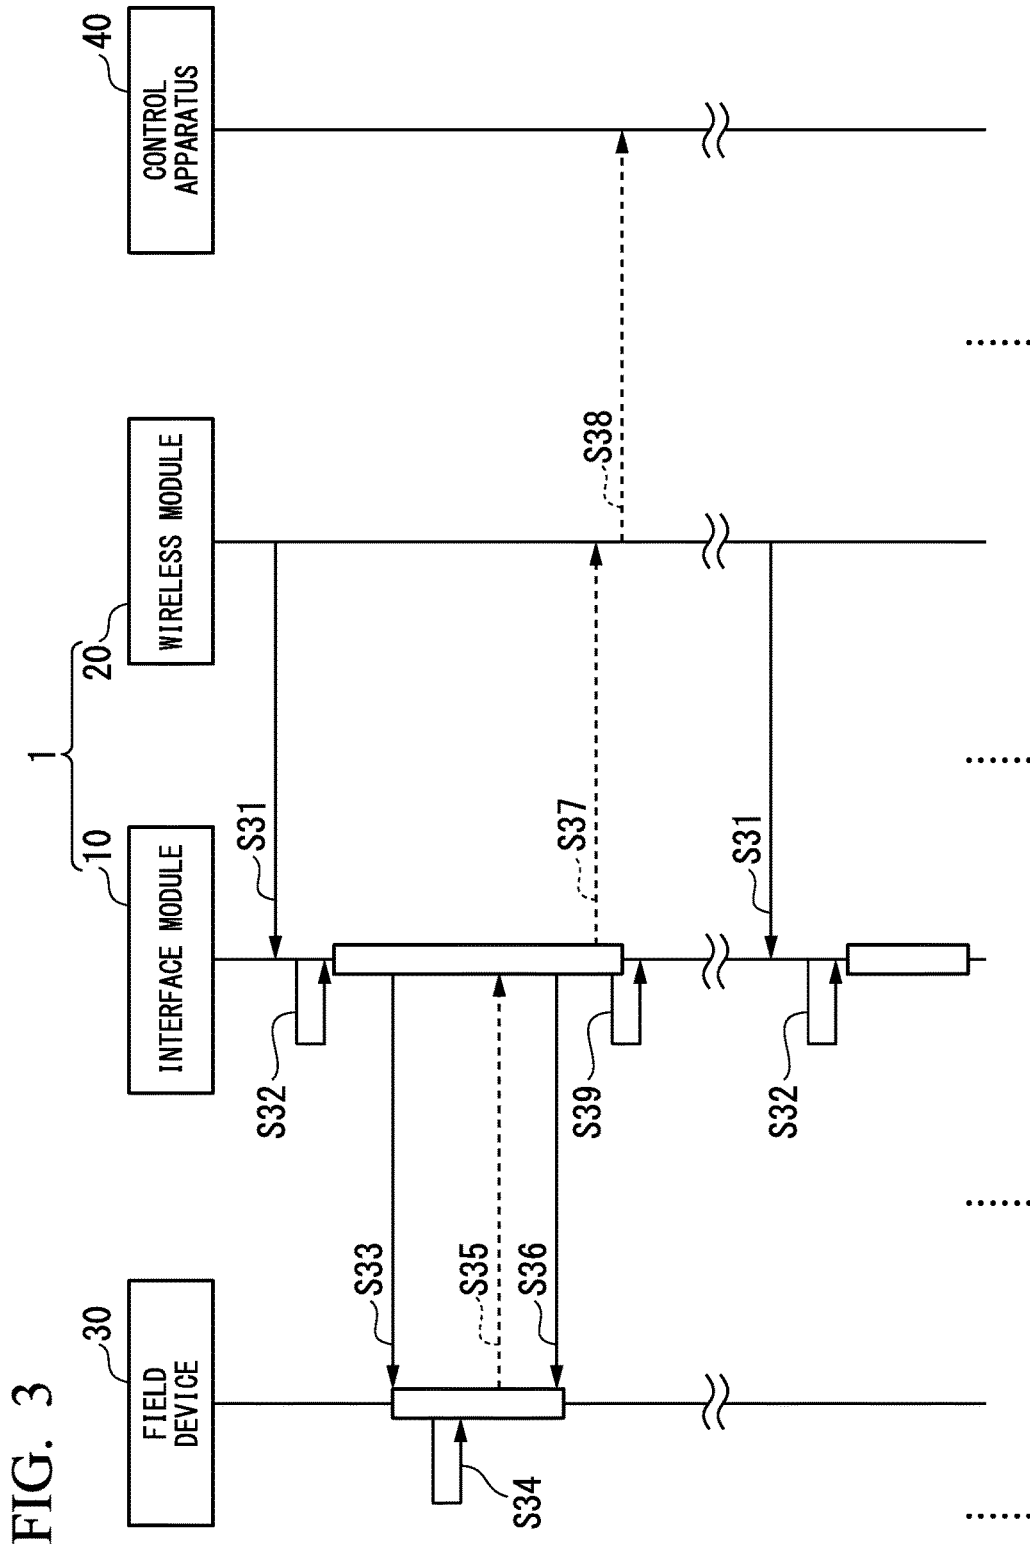 FIG. 3
1
30
10
20
40
FIELD
DEVICE
INTERFACE MODULE
WIRELESS MODULE
CONTROL
APPARATUS
S31
S32
S33
S34
S35
S36
S37
S38
S39
S31
S32